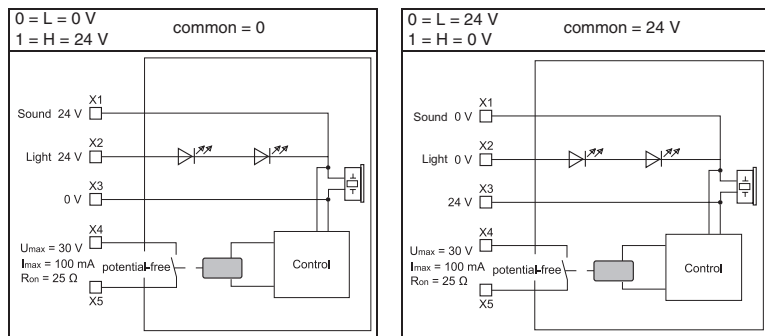 0 = L = 0 V
1 = H = 24 V
common = 0
X1
Sound 24 V
X2
Light 24 V
X3
0 V
X4
Umax = 30 V
Imax = 100 mA
Ron = 25 Ω
potential-free
X5
Control
0 = L = 24 V
1 = H = 0 V
common = 24 V
X1
Sound 0 V
X2
Light 0 V
X3
24 V
X4
Umax = 30 V
Imax = 100 mA
Ron = 25 Ω
potential-free
X5
Control